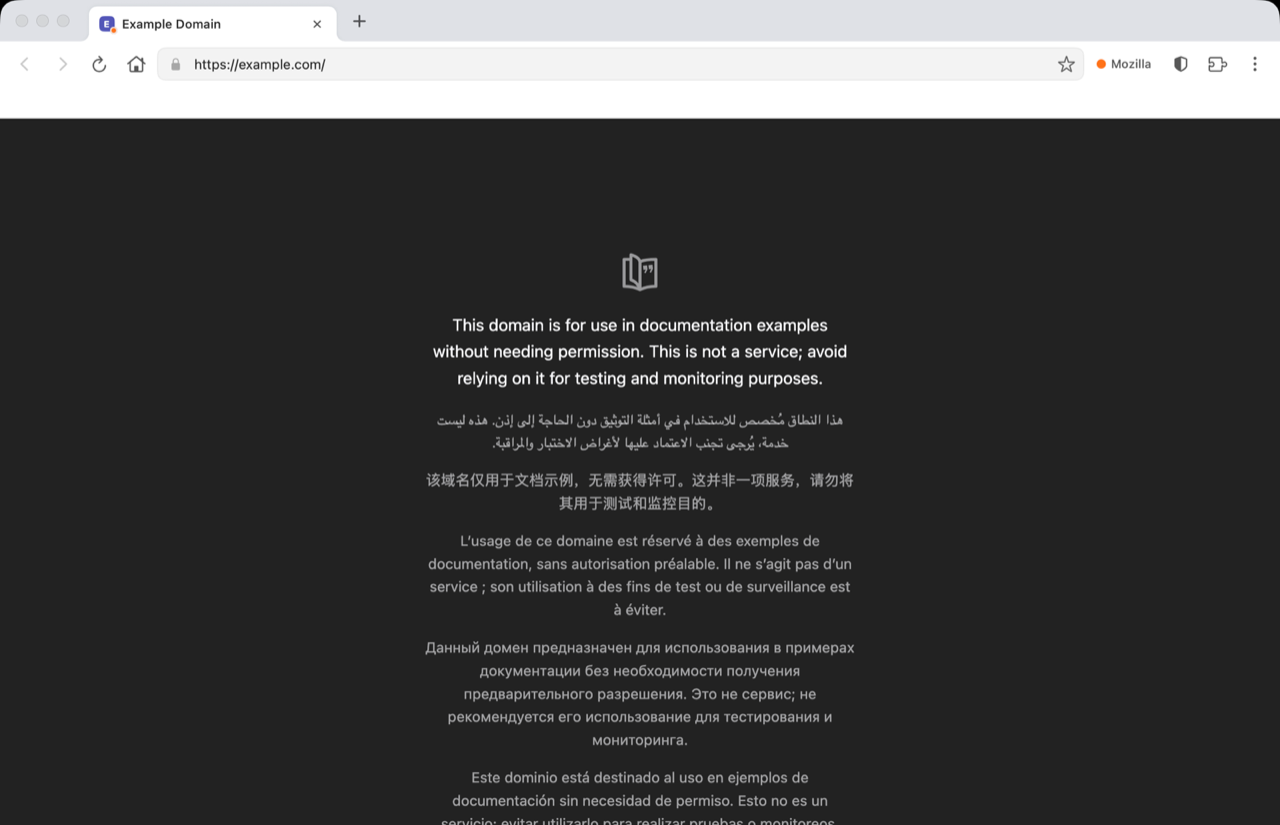 Example Domain
https://example.com/
Mozilla
This domain is for use in documentation examples
without needing permission. This is not a service; avoid
relying on it for testing and monitoring purposes.
هذا النطاق مُخصص للاستخدام في أمثلة التوثيق دون الحاجة إلى إذن. هذه ليست
خدمة، يُرجى تجنب الاعتماد عليها لأغراض الاختبار والمراقبة.
该域名仅用于文档示例，无需获得许可。这并非一项服务，请勿将
其用于测试和监控目的。
L’usage de ce domaine est réservé à des exemples de
documentation, sans autorisation préalable. Il ne s’agit pas d’un
service ; son utilisation à des fins de test ou de surveillance est
à éviter.
Данный домен предназначен для использования в примерах
документации без необходимости получения
предварительного разрешения. Это не сервис; не
рекомендуется его использование для тестирования и
мониторинга.
Este dominio está destinado al uso en ejemplos de
documentación sin necesidad de permiso. Esto no es un
servicio; evitar utilizarlo para realizar pruebas o monitoreos